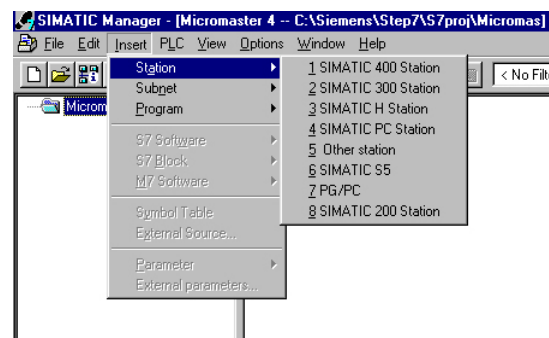 SIMATIC Manager - [Micromaster 4 -- C:\Siemens\Step7\S7proj\Micromas]
File Edit Insert PLC View Options Window Help
< No Filt
Microm
Station
Subnet
Program
S7 Software
S7 Block
M7 Software
Symbol Table
External Source...
Parameter
External parameters...
1 SIMATIC 400 Station
2 SIMATIC 300 Station
3 SIMATIC H Station
4 SIMATIC PC Station
5 Other station
6 SIMATIC S5
7 PG/PC
8 SIMATIC 200 Station